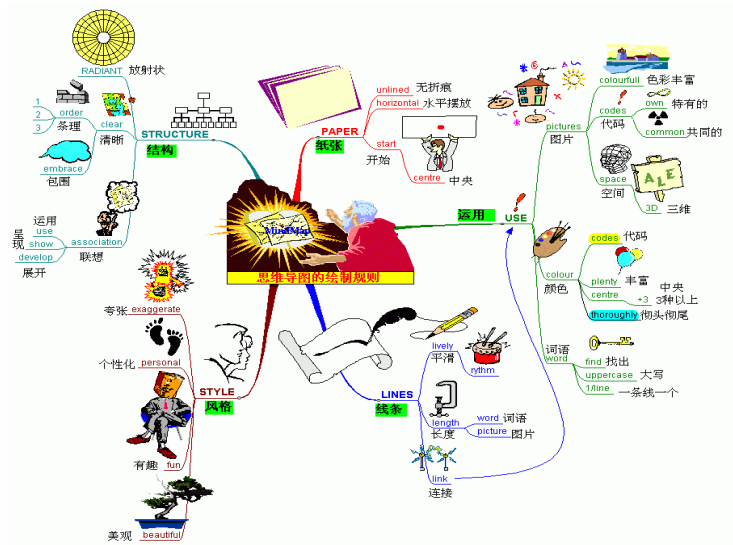 MindMap
思维导图的绘制规则
PAPER
纸张
unlined 无折痕
horizontal 水平摆放
start
开始
centre 中央
运用 USE
pictures
图片
colourfull 色彩丰富
codes
代码
own 特有的
common 共同的
space
空间
ALE
3D 三维
colour
颜色
codes 代码
plenty 丰富
centre 中央
+3 3种以上
thoroughly 彻头彻尾
词语
word
find 找出
uppercase 大写
1/line 一条线一个
LINES
线条
lively
平滑
rythm
length
长度
word 词语
picture 图片
link
连接
STYLE
风格
夸张 exaggerate
个性化 personal
有趣 fun
美观 beautiful
STRUCTURE
结构
RADIANT 放射状
clear
清晰
order
条理
1
2
3
embrace
包围
association
联想
运用
use
呈现 show
develop
展开